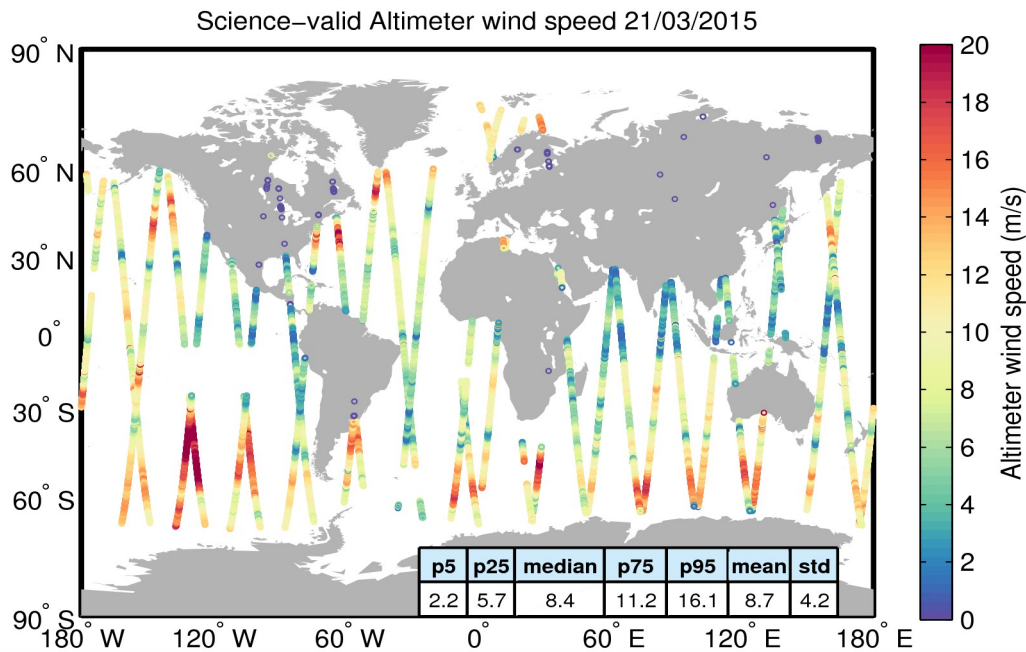 Science−valid Altimeter wind speed 21/03/2015
90° N
60° N
30° N
0°
30° S
60° S
90° S
180° W
120° W
60° W
0°
60° E
120° E
180° E
p5 p25 median p75 p95 mean std
2.2 5.7 8.4 11.2 16.1 8.7 4.2
20
18
16
14
12
10
8
6
4
2
0
Altimeter wind speed (m/s)